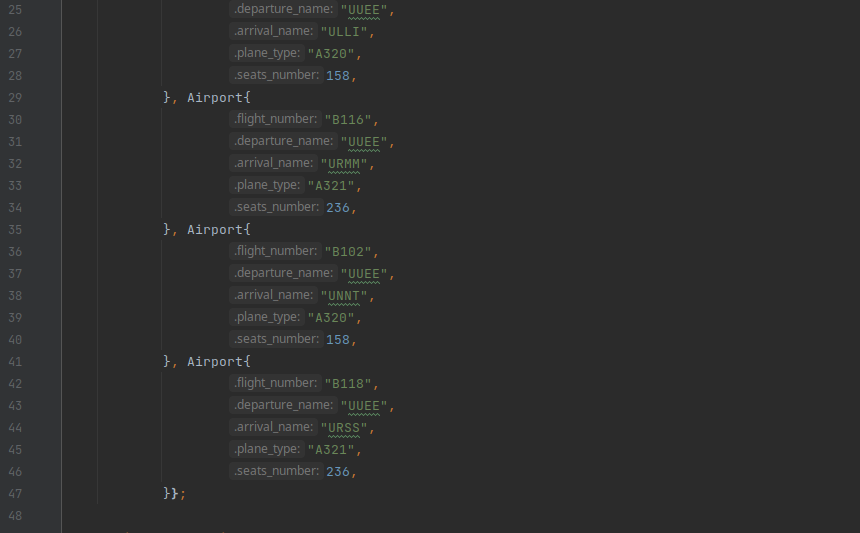 25 .departure_name: "UUEE",
26 .arrival_name: "ULLI",
27 .plane_type: "A320",
28 .seats_number: 158,
29 }, Airport{
30 .flight_number: "B116",
31 .departure_name: "UUEE",
32 .arrival_name: "URMM",
33 .plane_type: "A321",
34 .seats_number: 236,
35 }, Airport{
36 .flight_number: "B102",
37 .departure_name: "UUEE",
38 .arrival_name: "UNNT",
39 .plane_type: "A320",
40 .seats_number: 158,
41 }, Airport{
42 .flight_number: "B118",
43 .departure_name: "UUEE",
44 .arrival_name: "URSS",
45 .plane_type: "A321",
46 .seats_number: 236,
47 }};
48